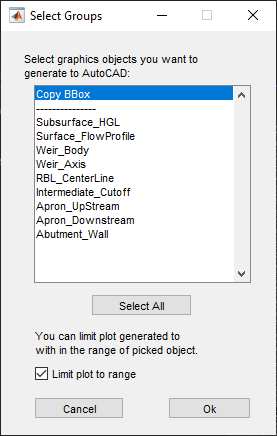 Select Groups
Select graphics objects you want to
generate to AutoCAD:
Copy BBox
---------------
Subsurface_HGL
Surface_FlowProfile
Weir_Body
Weir_Axis
RBL_CenterLine
Intermediate_Cutoff
Apron_UpStream
Apron_Downstream
Abutment_Wall
Select All
You can limit plot generated to
with in the range of picked object.
Limit plot to range
Cancel
Ok